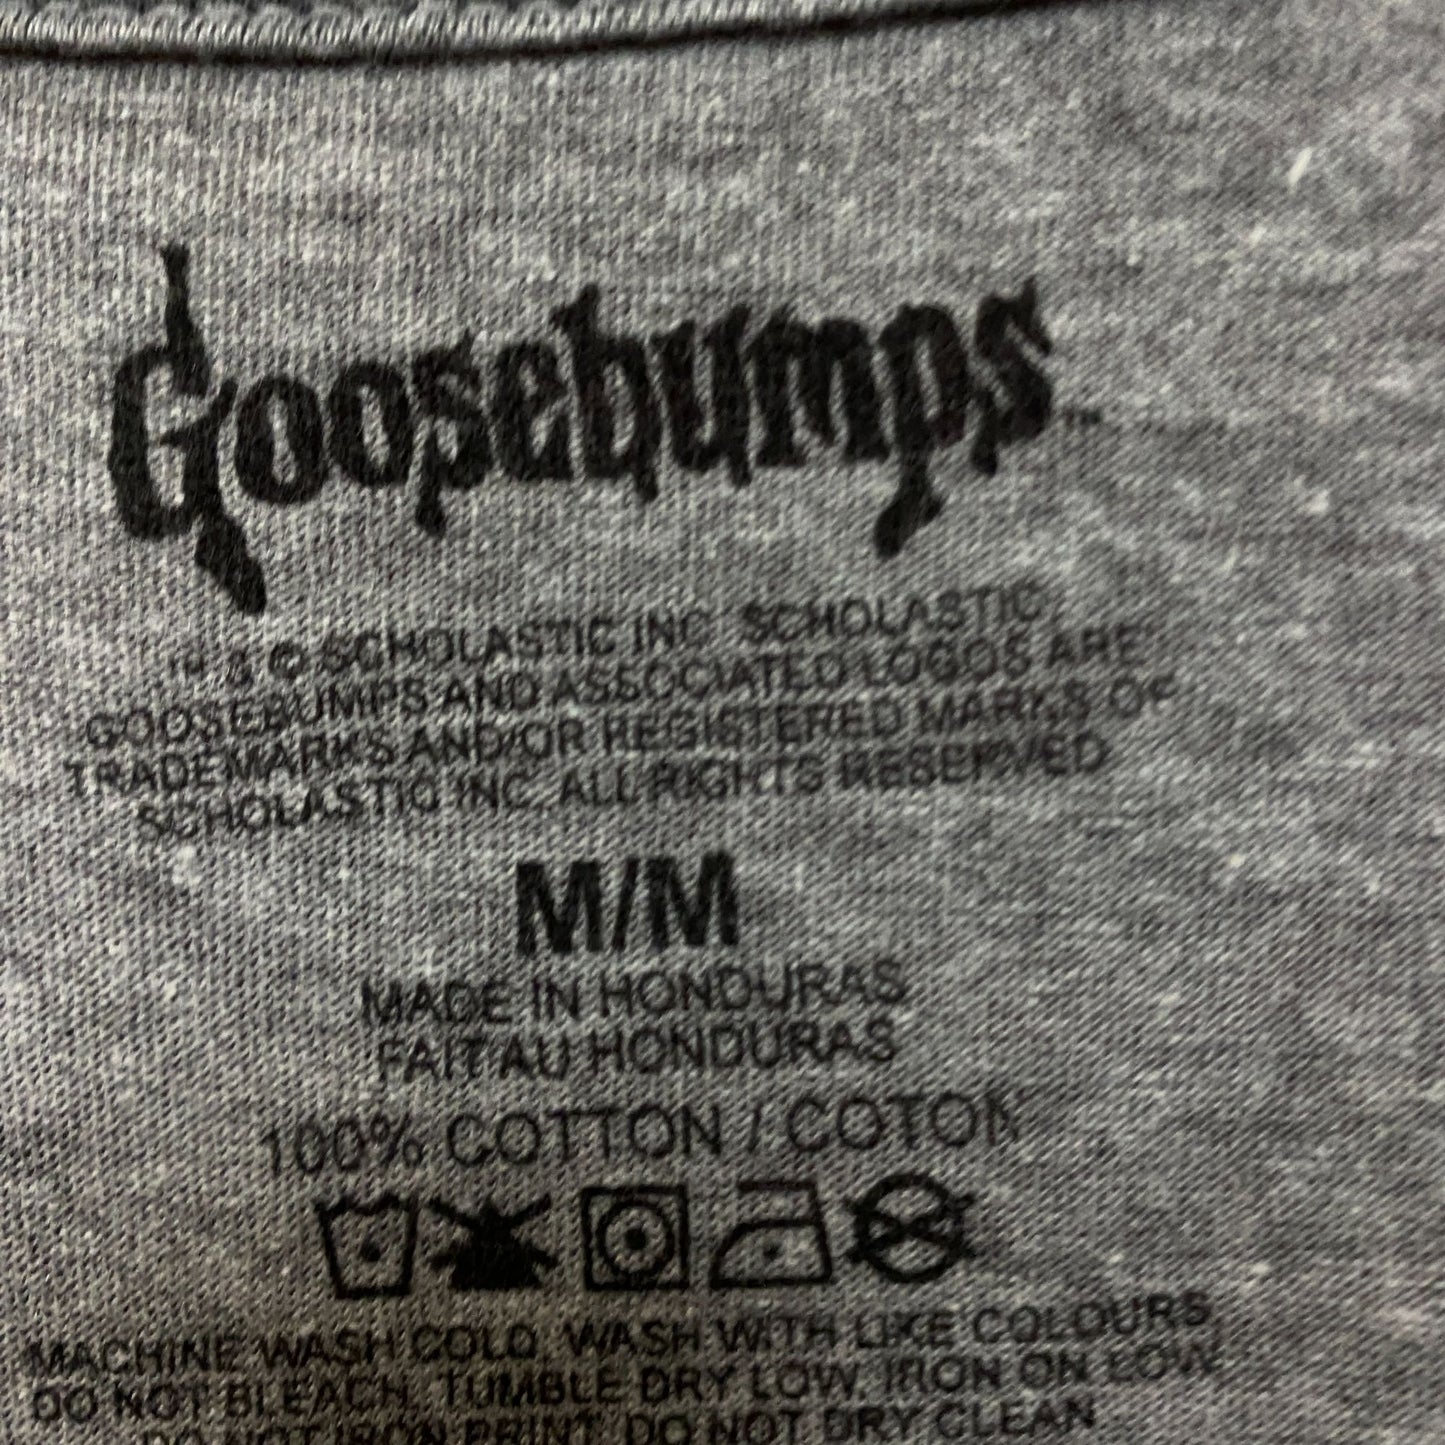 Goosebumps™
™ & © SCHOLASTIC INC. SCHOLASTIC,
GOOSEBUMPS AND ASSOCIATED LOGOS ARE
TRADEMARKS AND/OR REGISTERED MARKS OF
SCHOLASTIC INC. ALL RIGHTS RESERVED
M/M
MADE IN HONDURAS
FAIT AU HONDURAS
100% COTTON / COTON
MACHINE WASH COLD. WASH WITH LIKE COLOURS.
DO NOT BLEACH. TUMBLE DRY LOW. IRON ON LOW.
DO NOT IRON PRINT. DO NOT DRY CLEAN.